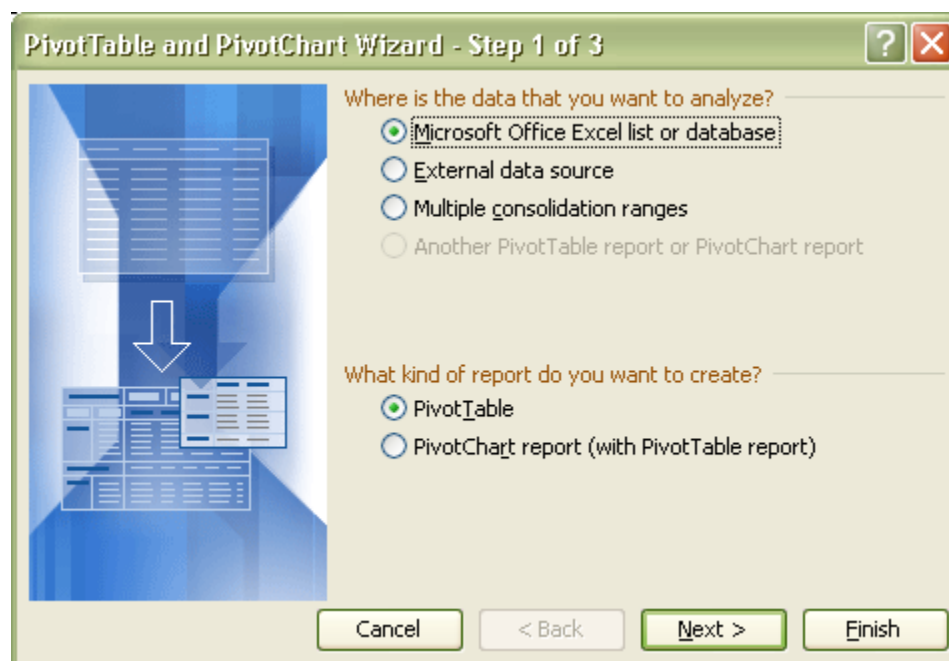 PivotTable and PivotChart Wizard - Step 1 of 3
Where is the data that you want to analyze?
Microsoft Office Excel list or database
External data source
Multiple consolidation ranges
Another PivotTable report or PivotChart report
What kind of report do you want to create?
PivotTable
PivotChart report (with PivotTable report)
Cancel < Back Next > Finish